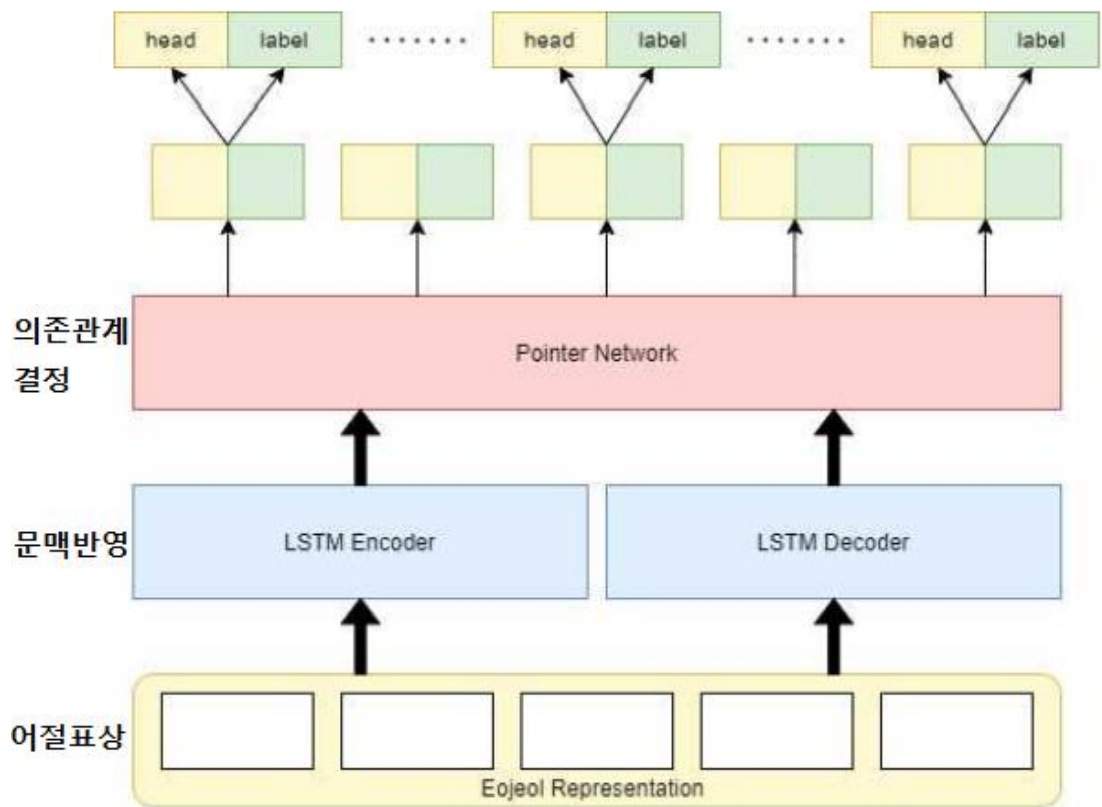 head label ······· head label ······· head label
의존관계
결정
Pointer Network
문맥반영
LSTM Encoder LSTM Decoder
어절표상
Eojeol Representation